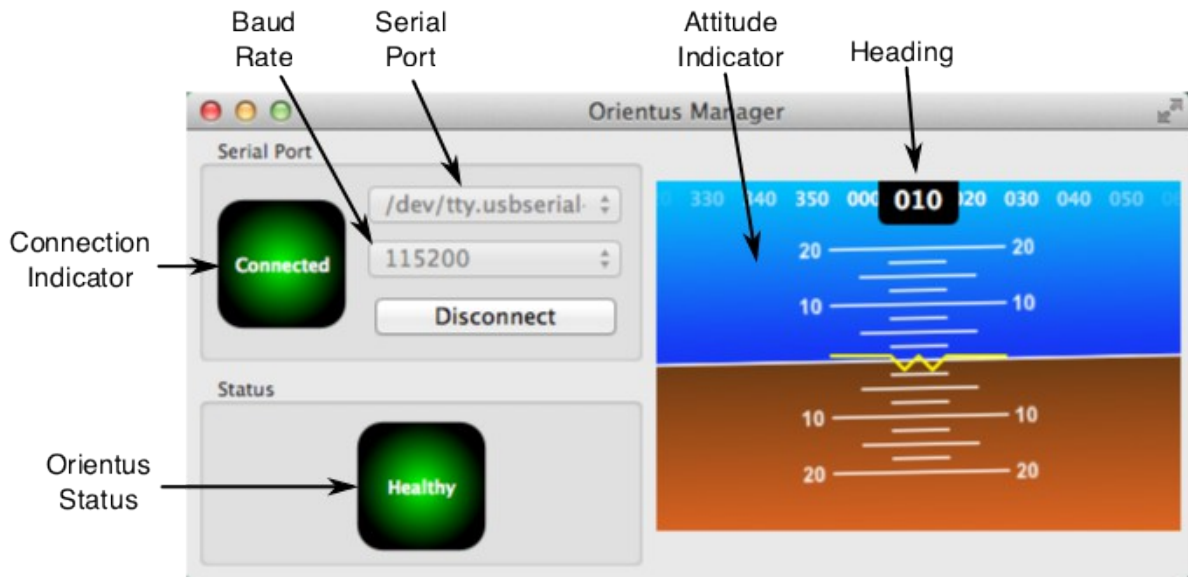 Baud
Rate
Serial
Port
Attitude
Indicator
Heading
Orientus Manager
Serial Port
/dev/tty.usbserial-
115200
Disconnect
Connected
Connection
Indicator
330 340 350 000 010 020 030 040 050
20 20
10 10
10 10
20 20
Status
Healthy
Orientus
Status